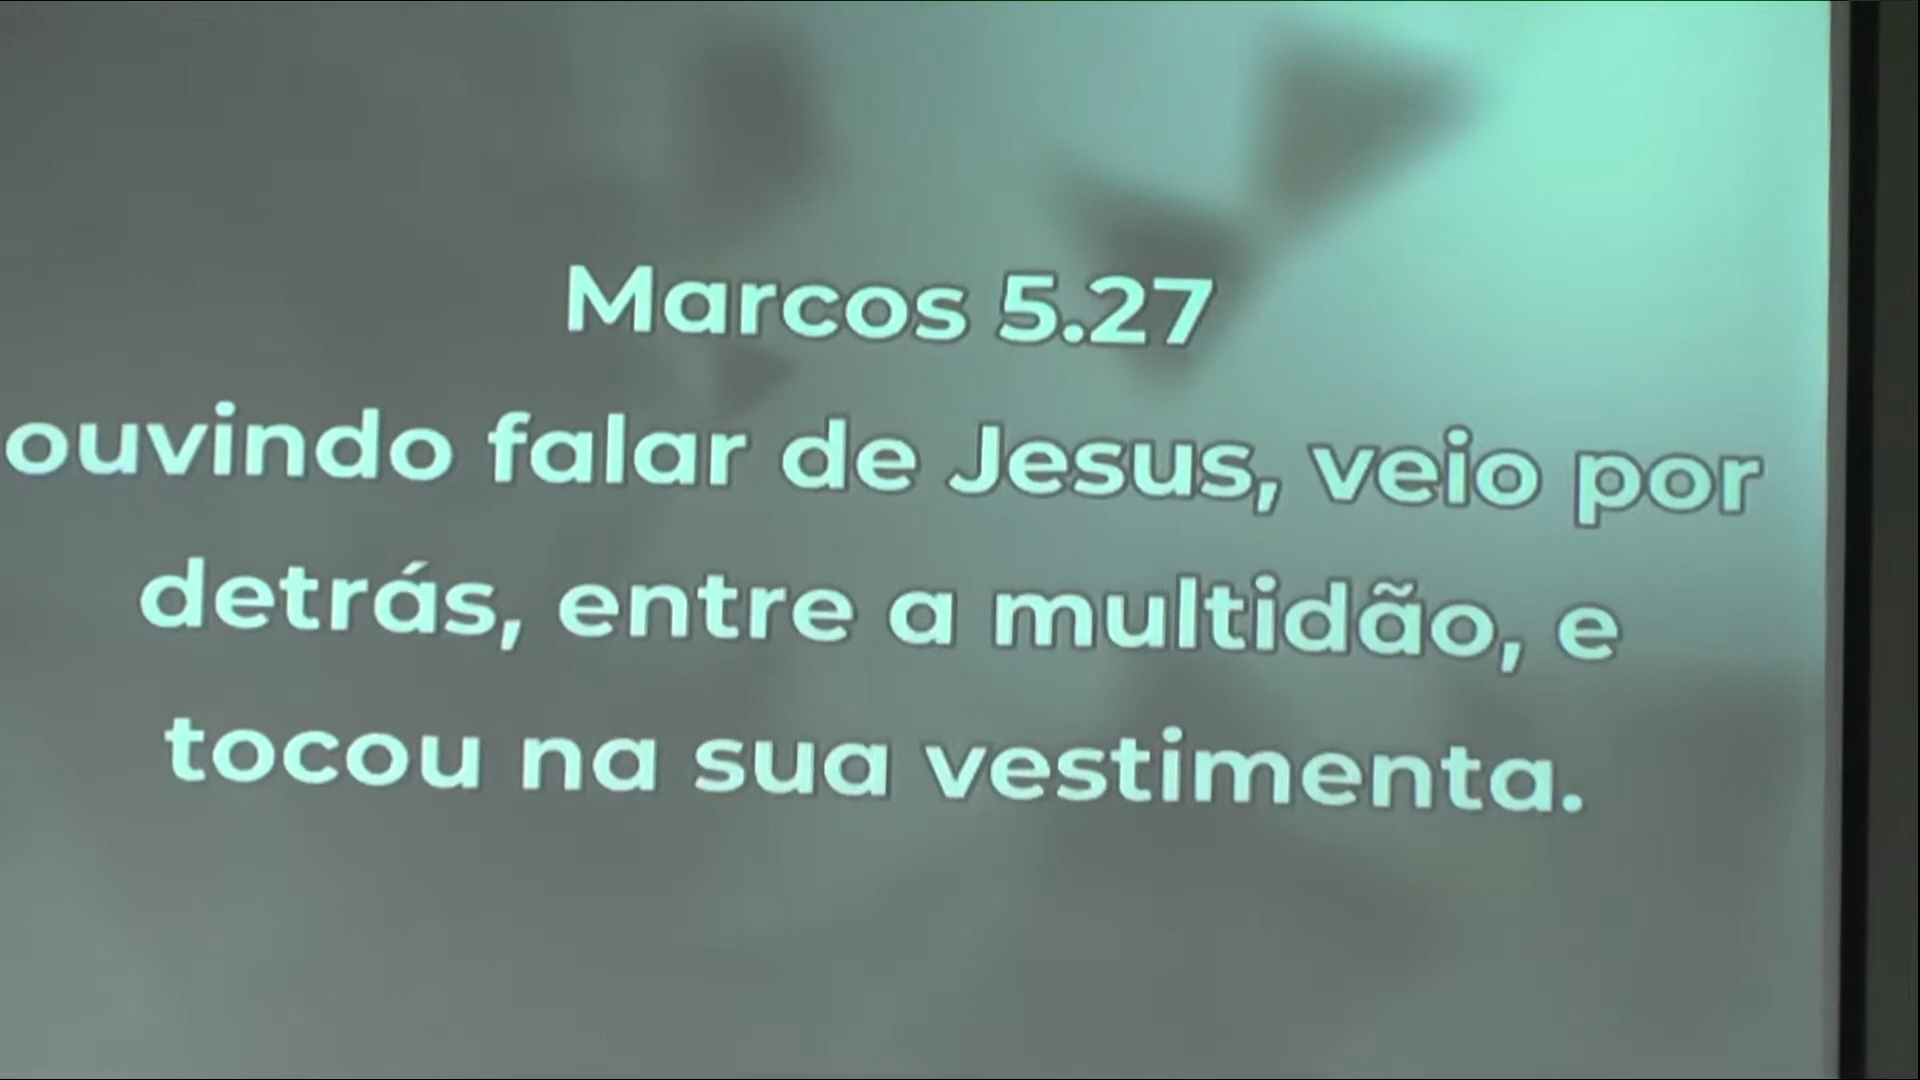 Marcos 5.27
ouvindo falar de Jesus, veio por
detrás, entre a multidão, e
tocou na sua vestimenta.